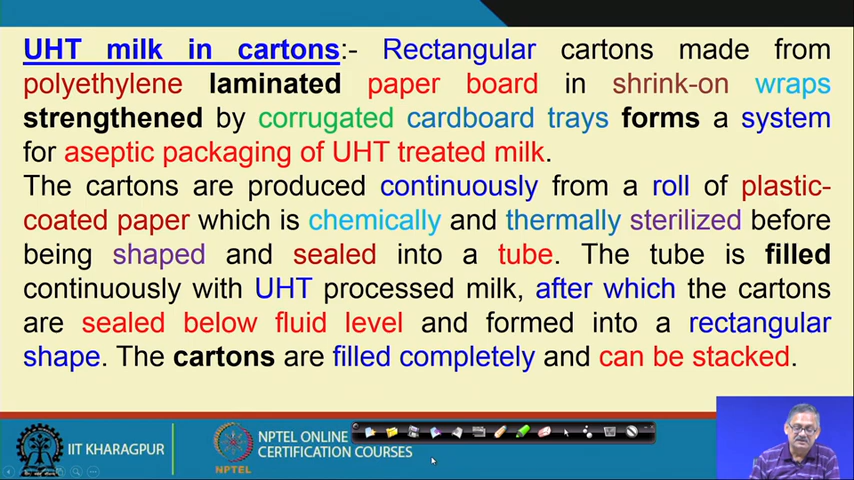 UHT milk in cartons:- Rectangular cartons made from
polyethylene laminated paper board in shrink-on wraps
strengthened by corrugated cardboard trays forms a system
for aseptic packaging of UHT treated milk.
The cartons are produced continuously from a roll of plastic-
coated paper which is chemically and thermally sterilized before
being shaped and sealed into a tube. The tube is filled
continuously with UHT processed milk, after which the cartons
are sealed below fluid level and formed into a rectangular
shape. The cartons are filled completely and can be stacked.
IIT KHARAGPUR
NPTEL
NPTEL ONLINE
CERTIFICATION COURSES